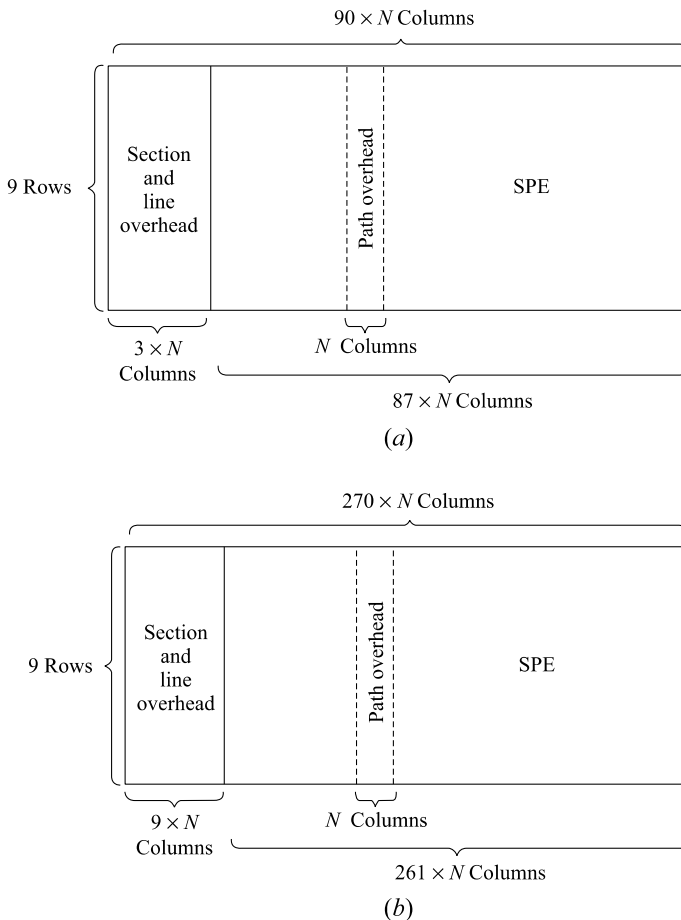 90 × N Columns
9 Rows
Section
and
line
overhead
Path overhead
SPE
3 × N
Columns
N Columns
87 × N Columns
(a)
270 × N Columns
9 Rows
Section
and
line
overhead
Path overhead
SPE
9 × N
Columns
N Columns
261 × N Columns
(b)